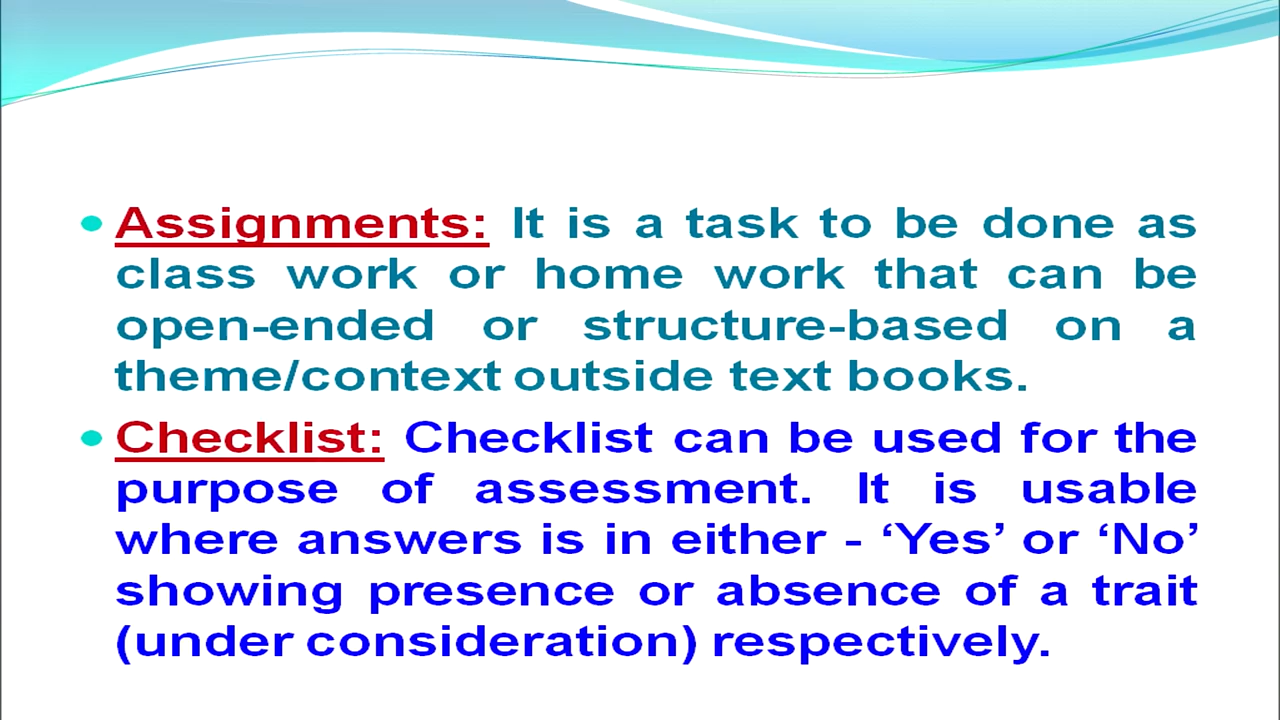 • Assignments: It is a task to be done as
class work or home work that can be
open-ended or structure-based on a
theme/context outside text books.
• Checklist: Checklist can be used for the
purpose of assessment. It is usable
where answers is in either - ‘Yes’ or ‘No’
showing presence or absence of a trait
(under consideration) respectively.